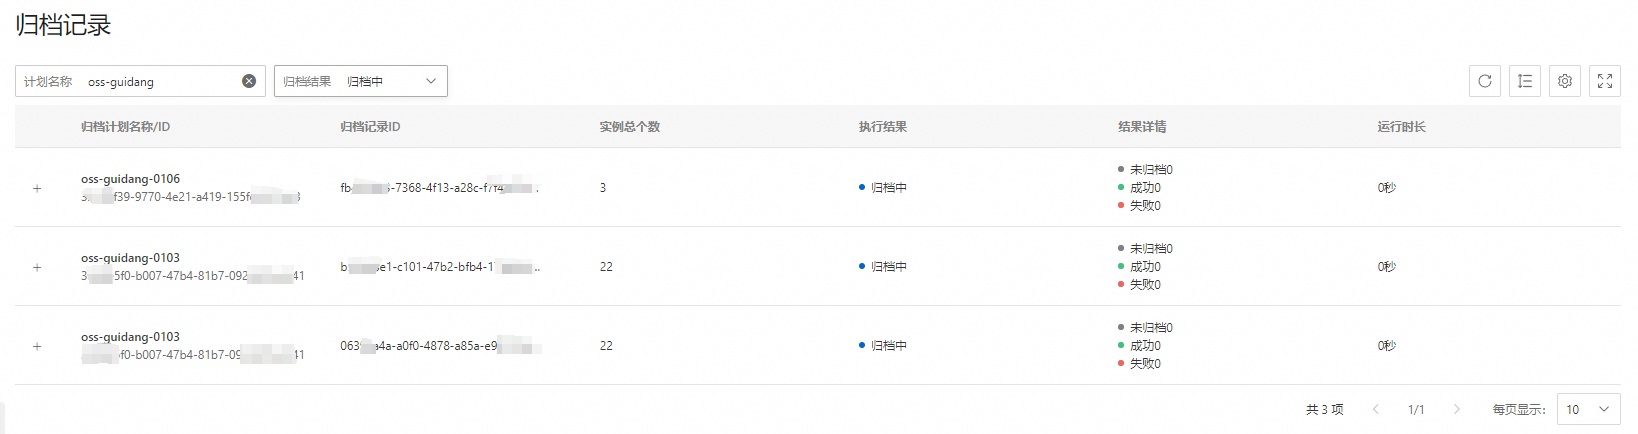 归档记录
计划名称 oss-guidang 归档结果 归档中
归档计划名称/ID 归档记录ID 实例总个数 执行结果 结果详情 运行时长
oss-guidang-0106
f39-9770-4e21-a419-155f
-7368-4f13-a28c-f7f4 3 归档中 0秒
未归档0
成功0
失败0
oss-guidang-0103
5f0-b007-47b4-81b7-092 41
e1-c101-47b2-bfb4-1 22 归档中 0秒
未归档0
成功0
失败0
oss-guidang-0103
f0-b007-47b4-81b7-09 41
063 a4a-a0f0-4878-a85a-e9 22 归档中 0秒
未归档0
成功0
失败0
共 3 项 1/1 每页显示: 10